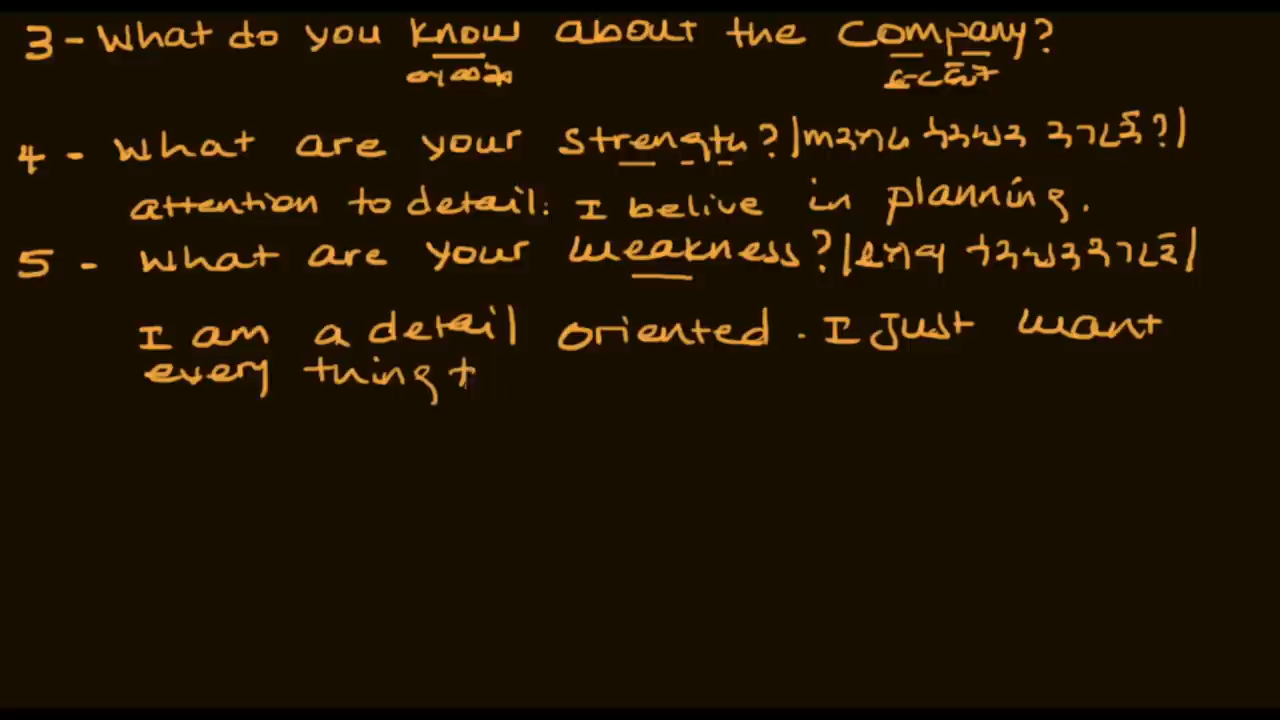 3 - What do you know about the company?
4 - What are your strength?
attention to detail: I belive in planning.
5 - What are your weakness?
I am a detail oriented. I Just want
every thing t